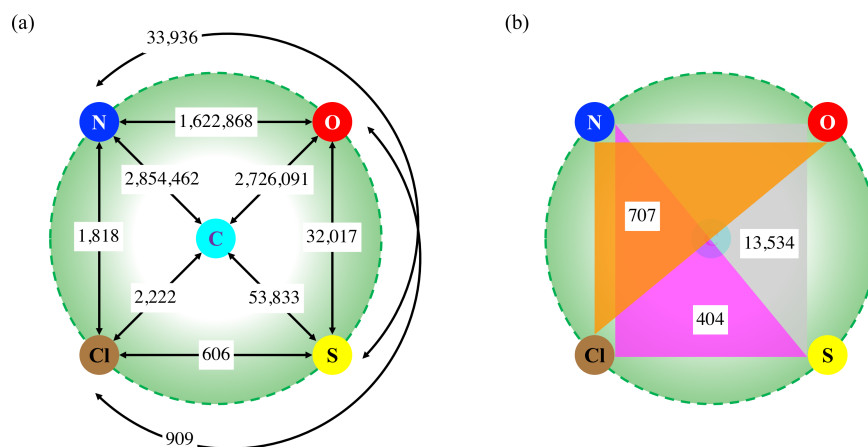 (a)
33,936
N
1,622,868
O
2,854,462
2,726,091
1,818
C
32,017
2,222
53,833
Cl
606
S
909
(b)
N
O
707
C
13,534
404
Cl
S